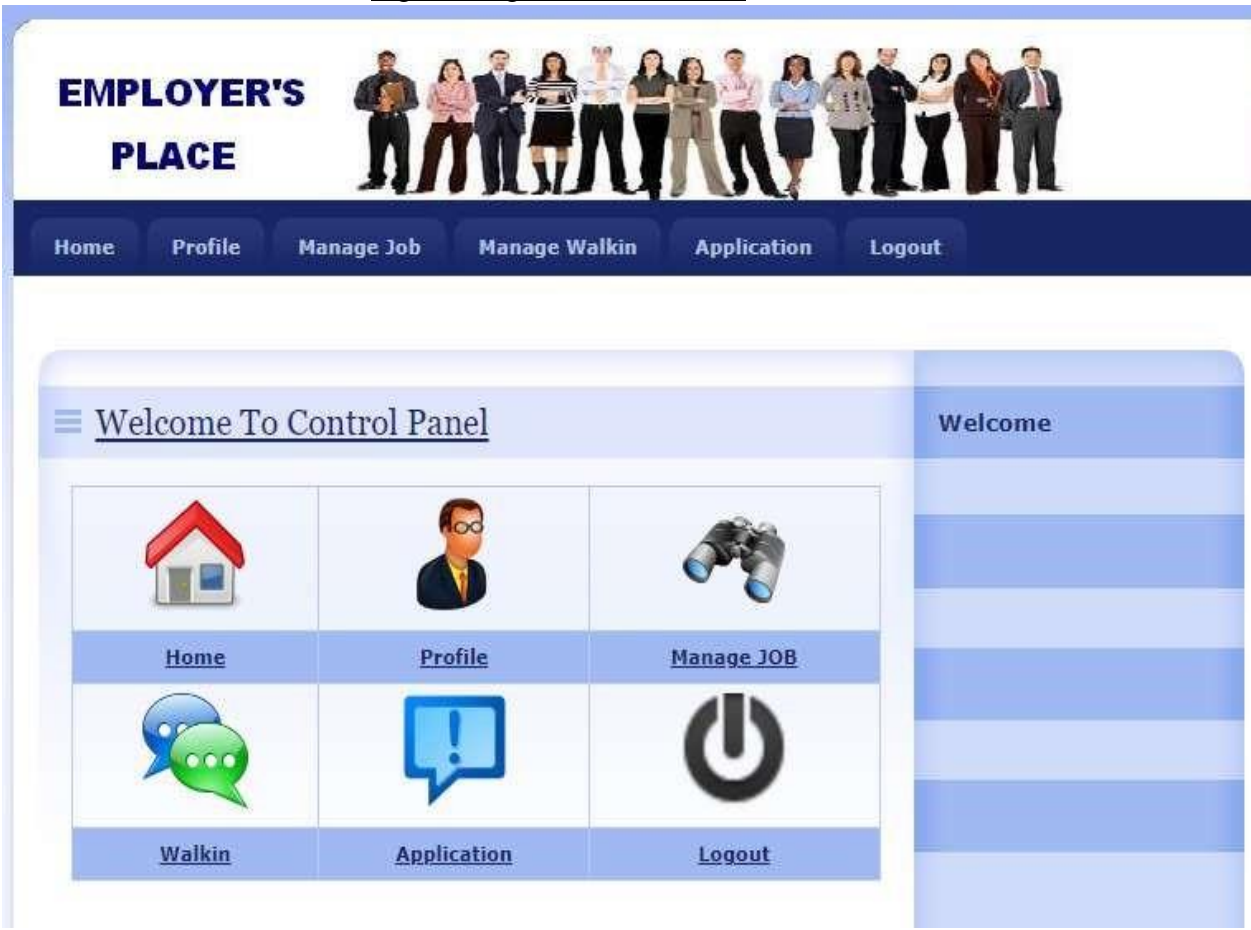 EMPLOYER'S
PLACE
Home Profile Manage Job Manage Walkin Application Logout
Welcome To Control Panel
Welcome
Home Profile Manage JOB
Walkin Application Logout